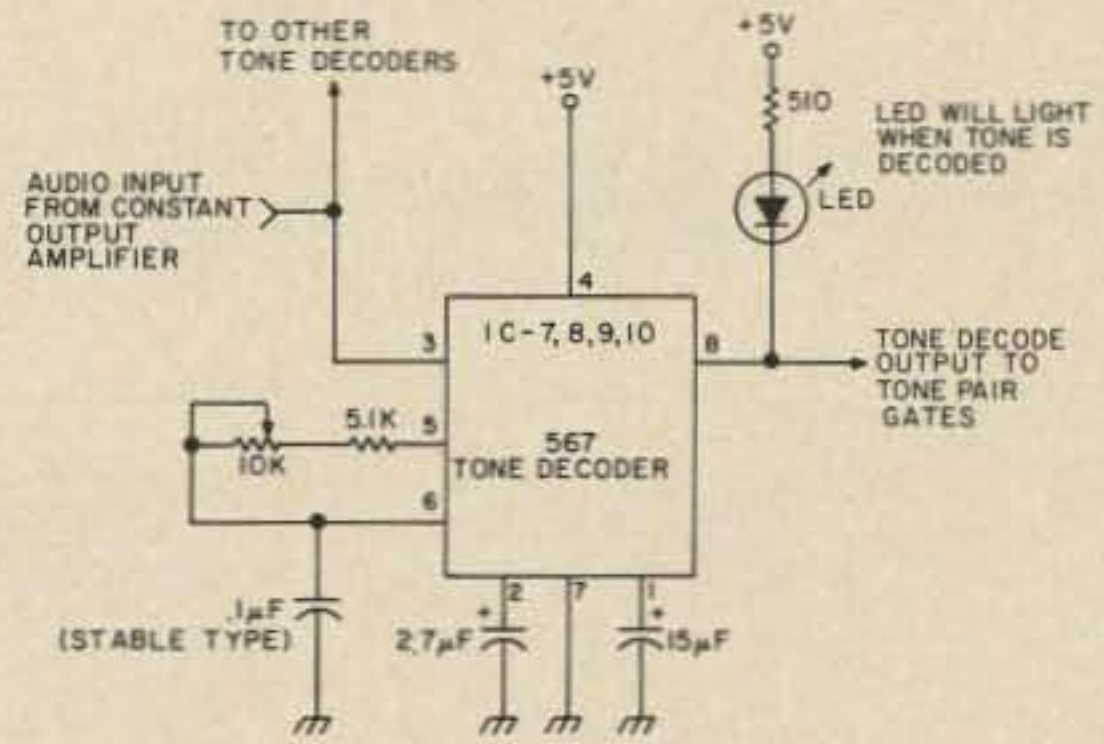 TO OTHER
TONE DECODERS
+5V
+5V
510
LED WILL LIGHT
WHEN TONE IS
DECODED
LED
AUDIO INPUT
FROM CONSTANT
OUTPUT
AMPLIFIER
4
IC-7, 8, 9, 10
3
8
TONE DECODE
OUTPUT TO
TONE PAIR
GATES
10K
5.1K
5
567
TONE DECODER
6
2
7
1
.1µF
(STABLE TYPE)
+
2.7µF
+
15µF